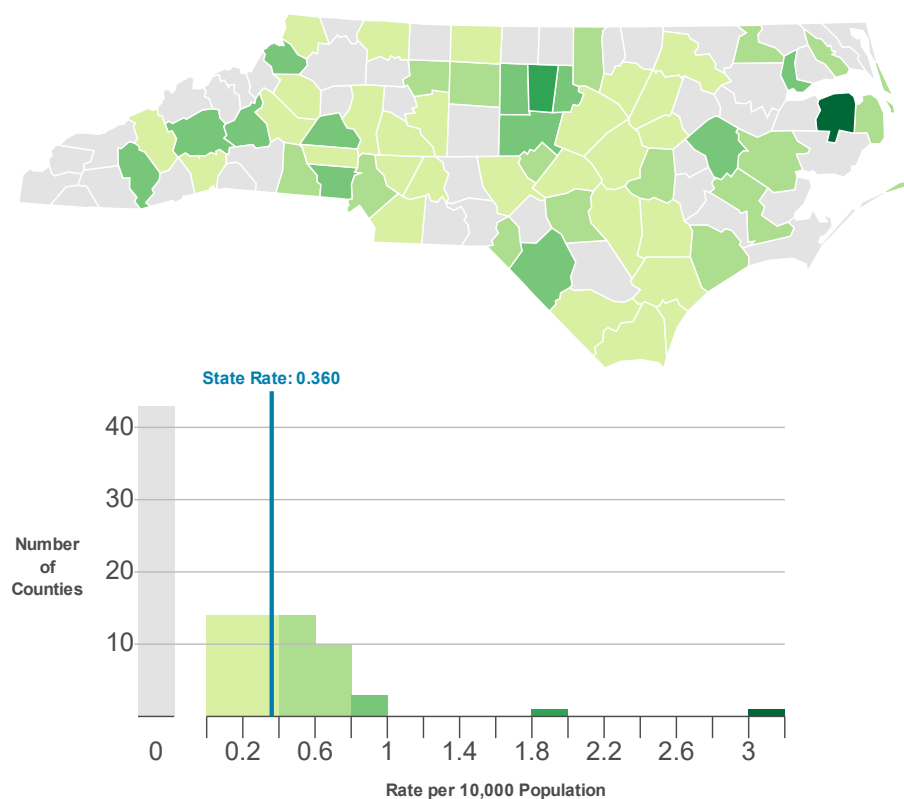 State Rate: 0.360
40
30
20
10
Number
of
Counties
0 0.2 0.6 1 1.4 1.8 2.2 2.6 3
Rate per 10,000 Population